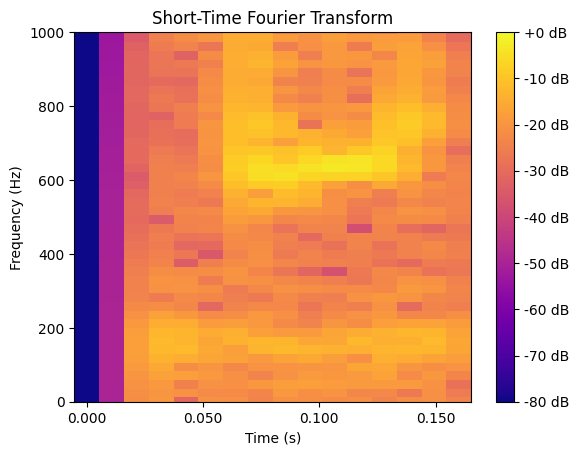 Short-Time Fourier Transform
1000
800
600
400
200
0
Frequency (Hz)
0.000
0.050
0.100
0.150
Time (s)
+0 dB
-10 dB
-20 dB
-30 dB
-40 dB
-50 dB
-60 dB
-70 dB
-80 dB